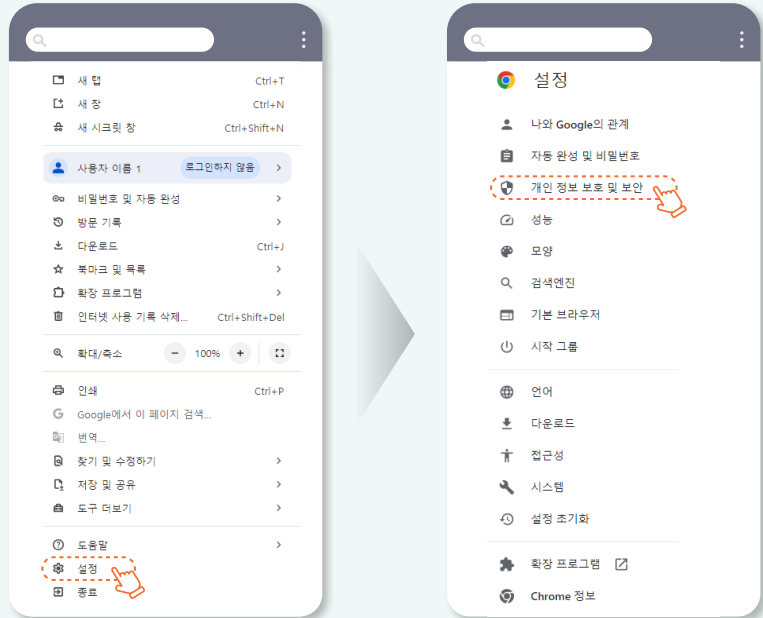 새 탭 Ctrl+T
새 창 Ctrl+N
새 시크릿 창 Ctrl+Shift+N
사용자 이름 1 로그인하지 않음
비밀번호 및 자동 완성
방문 기록
다운로드 Ctrl+J
북마크 및 목록
확장 프로그램
인터넷 사용 기록 삭제... Ctrl+Shift+Del
확대/축소 - 100% +
인쇄 Ctrl+P
Google에서 이 페이지 검색...
번역...
찾기 및 수정하기
저장 및 공유
도구 더보기
도움말
설정
종료
설정
나와 Google의 관계
자동 완성 및 비밀번호
개인 정보 보호 및 보안
성능
모양
검색엔진
기본 브라우저
시작 그룹
언어
다운로드
접근성
시스템
설정 초기화
확장 프로그램
Chrome 정보